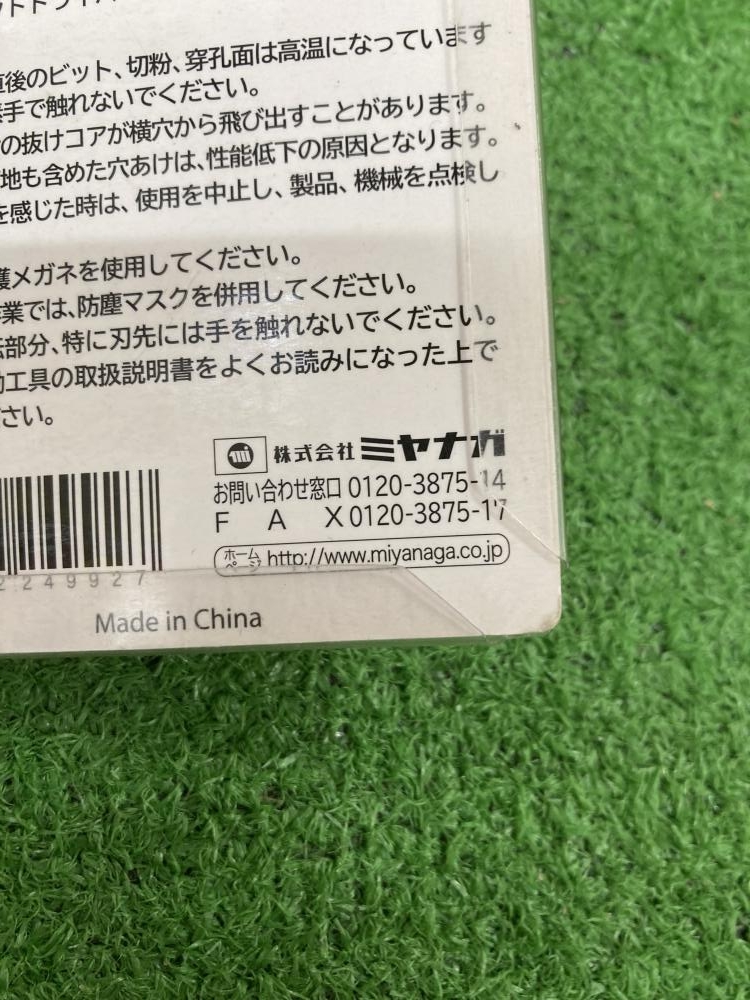 直後のビット、切粉、穿孔面は高温になっています
素手で触れないでください。
の抜けコアが横穴から飛び出すことがあります。
地も含めた穴あけは、性能低下の原因となります。
を感じた時は、使用を中止し、製品、機械を点検し
護メガネを使用してください。
作業では、防塵マスクを併用してください。
転部分、特に刃先には手を触れないでください。
動工具の取扱説明書をよくお読みになった上で
ださい。
mi 株式会社 ミヤナガ
お問い合わせ窓口 0120-3875-14
FAX 0120-3875-17
ホームページ http://www.miyanaga.co.jp
2249927
Made in China